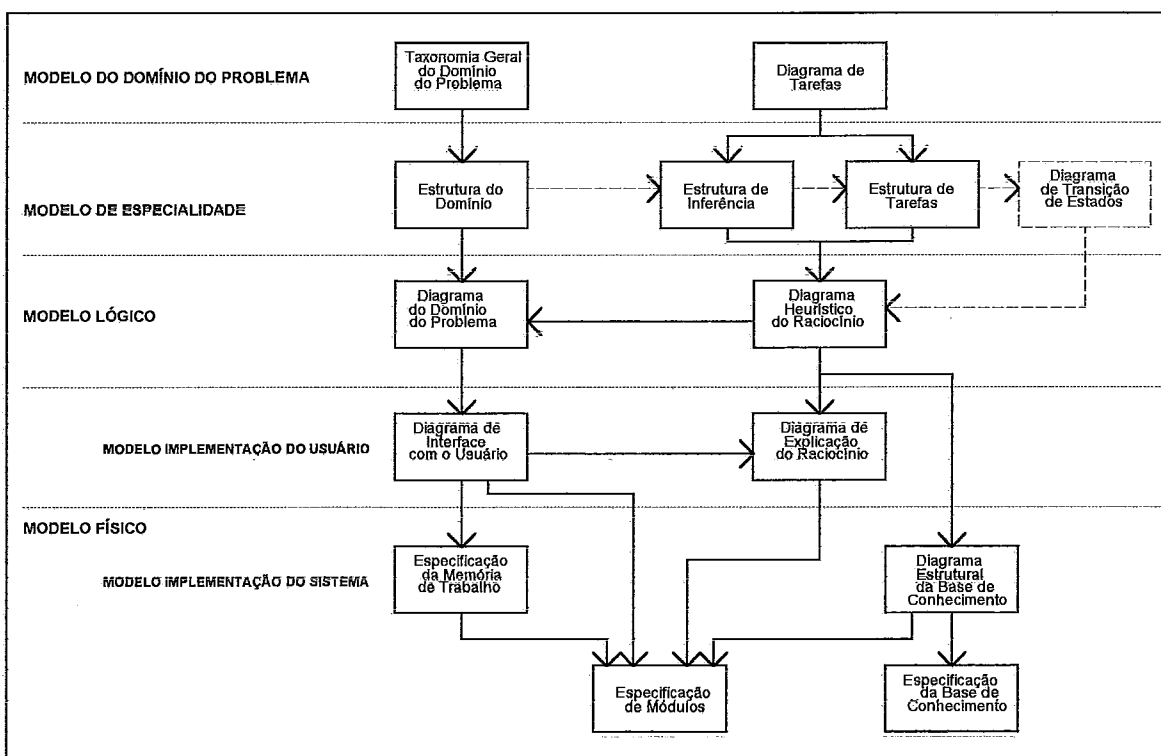 MODELO DO DOMÍNIO DO PROBLEMA
Taxonomia Geral
do Domínio
do Problema
Diagrama de
Tarefas
MODELO DE ESPECIALIDADE
Estrutura do
Domínio
Estrutura de
Inferência
Estrutura de
Tarefas
Diagrama
de Transição
de Estados
MODELO LÓGICO
Diagrama
do Domínio
do Problema
Diagrama
Heurístico
do Raciocínio
MODELO IMPLEMENTAÇÃO DO USUÁRIO
Diagrama de
Interface
com o Usuário
Diagrama de
Explicação
do Raciocínio
MODELO FÍSICO
MODELO IMPLEMENTAÇÃO DO SISTEMA
Especificação
da Memória
de Trabalho
Diagrama
Estrutural
da Base de
Conhecimento
Especificação
de Módulos
Especificação
da Base de
Conhecimento